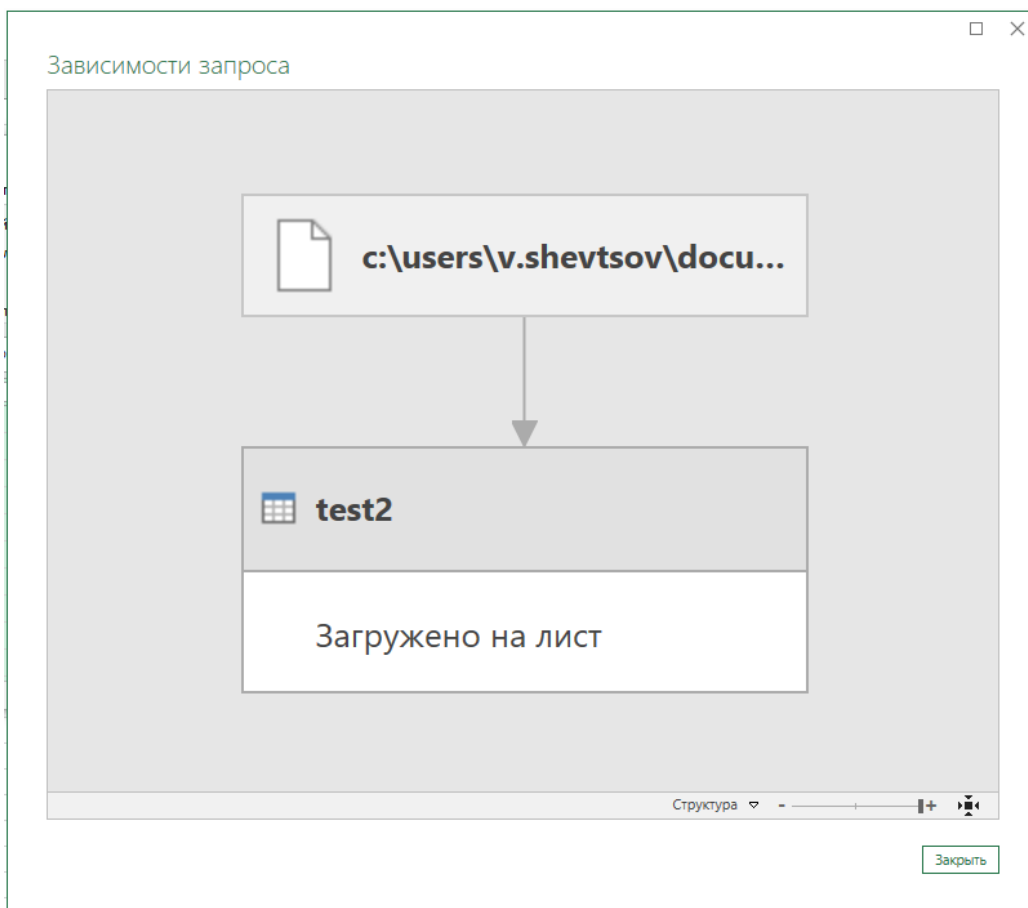 Зависимости запроса
c:\users\v.shevtsov\docu...
test2
Загружено на лист
Структура
Закрыть